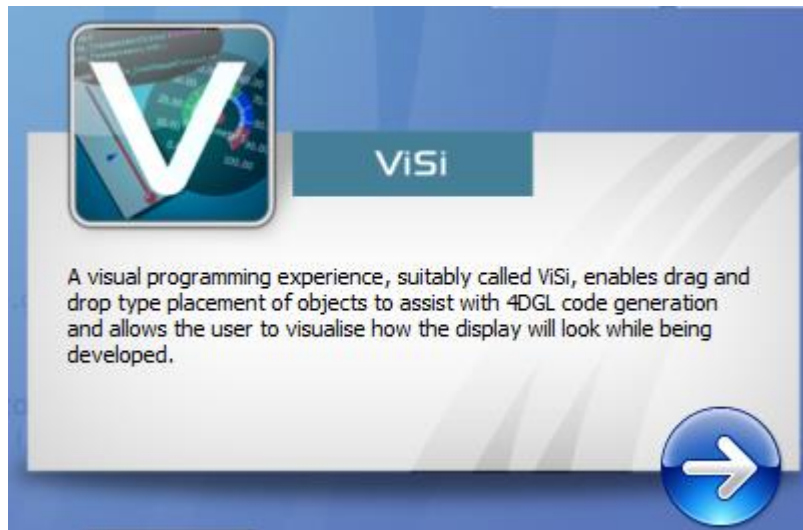 V
ViSi
A visual programming experience, suitably called ViSi, enables drag and
drop type placement of objects to assist with 4DGL code generation
and allows the user to visualise how the display will look while being
developed.